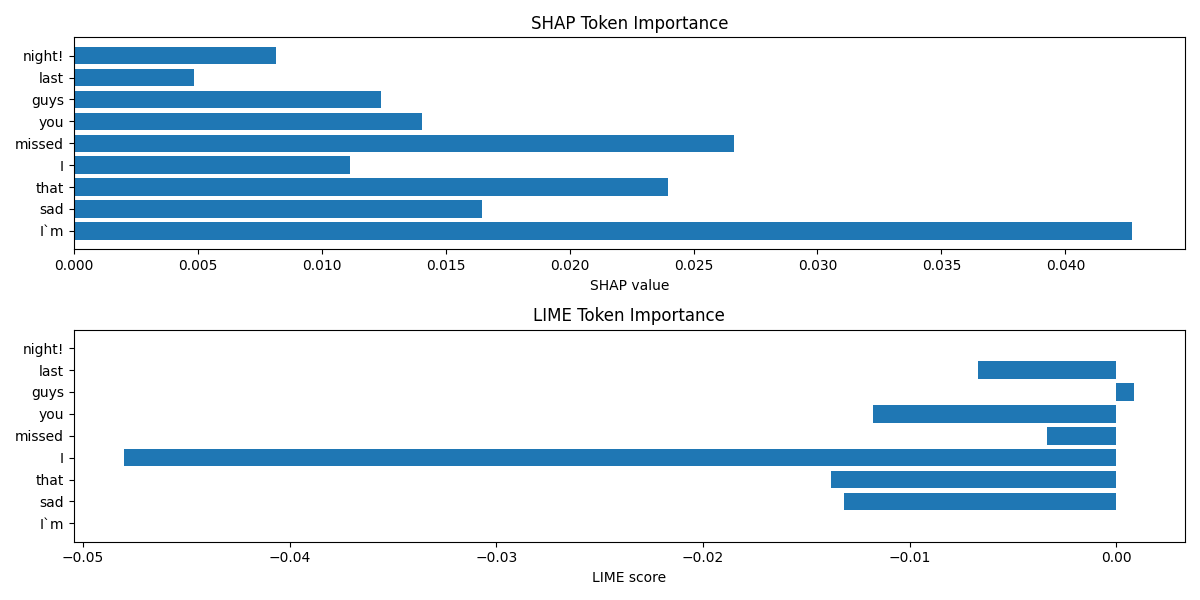 SHAP Token Importance
night!
last
guys
you
missed
I
that
sad
I`m
0.000 0.005 0.010 0.015 0.020 0.025 0.030 0.035 0.040
SHAP value
LIME Token Importance
night!
last
guys
you
missed
I
that
sad
I`m
−0.05 −0.04 −0.03 −0.02 −0.01 0.00
LIME score